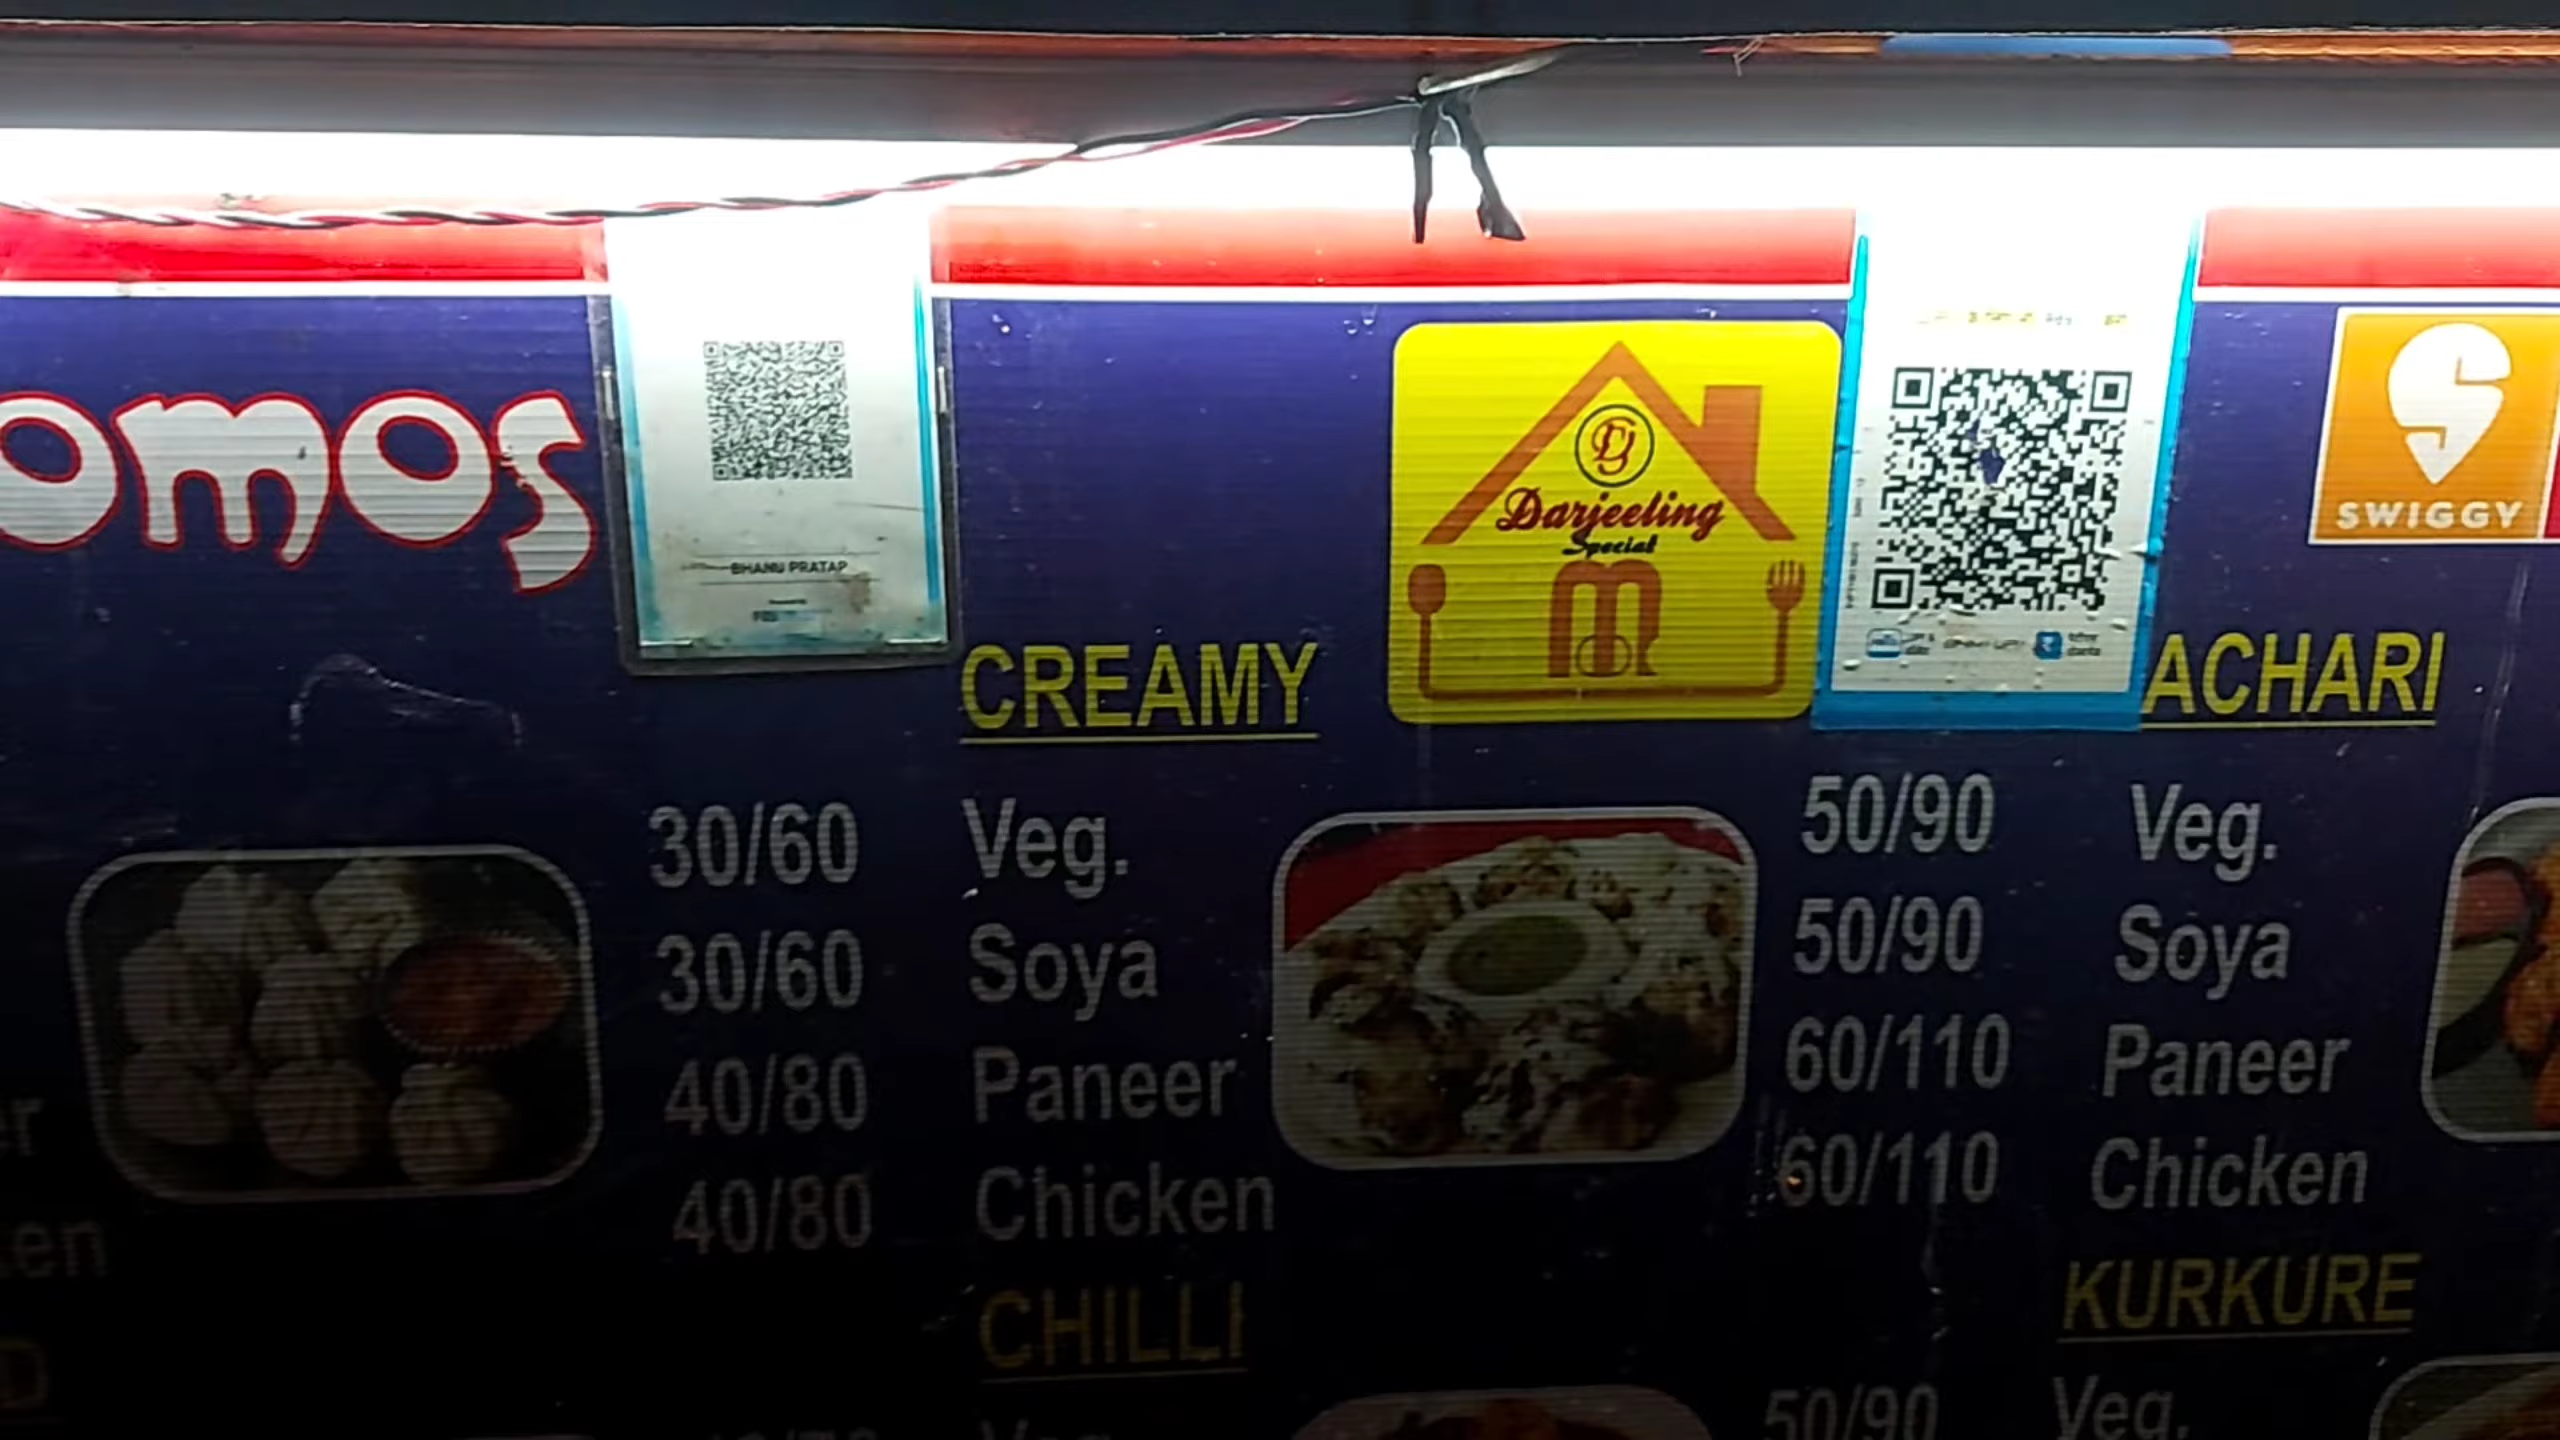 omos
BHANU PRATAP
Darjeeling
Special
SWIGGY
30/60
30/60
40/80
40/80
CREAMY
Veg.
Soya
Paneer
Chicken
CHILLI
50/90
50/90
60/110
60/110
50/90
ACHARI
Veg.
Soya
Paneer
Chicken
KURKURE
Veg.